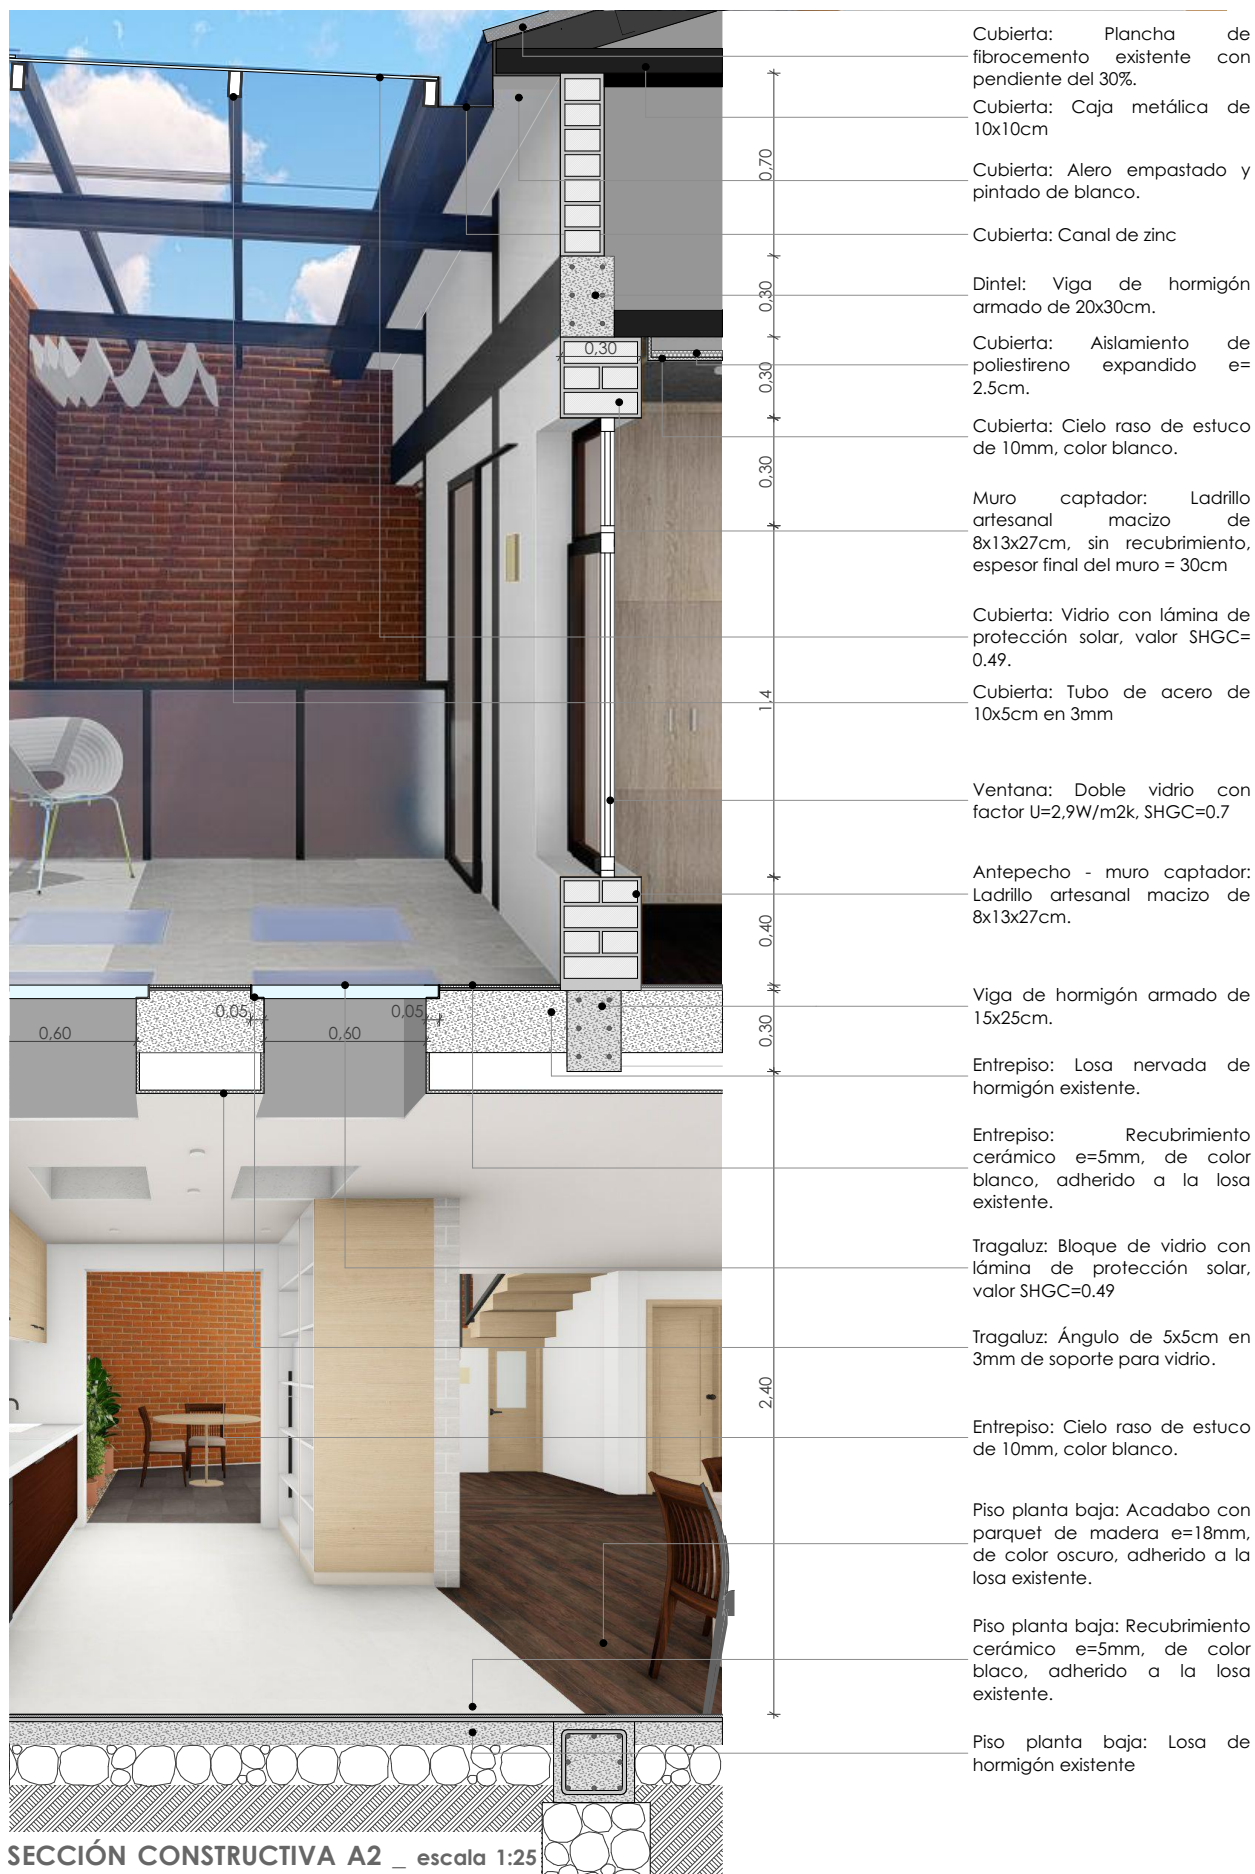 Cubierta: Plancha de
fibrocemento existente con
pendiente del 30%.
Cubierta: Caja metálica de
10x10cm
Cubierta: Alero empastado y
pintado de blanco.
Cubierta: Canal de zinc
Dintel: Viga de hormigón
armado de 20x30cm.
Cubierta: Aislamiento de
poliestireno expandido e=
2.5cm.
Cubierta: Cielo raso de estuco
de 10mm, color blanco.
Muro captador: Ladrillo
artesanal macizo de
8x13x27cm, sin recubrimiento,
espesor final del muro = 30cm
Cubierta: Vidrio con lámina de
protección solar, valor SHGC=
0.49.
Cubierta: Tubo de acero de
10x5cm en 3mm
Ventana: Doble vidrio con
factor U=2,9W/m2k, SHGC=0.7
Antepecho - muro captador:
Ladrillo artesanal macizo de
8x13x27cm.
Viga de hormigón armado de
15x25cm.
Entrepiso: Losa nervada de
hormigón existente.
Entrepiso: Recubrimiento
cerámico e=5mm, de color
blanco, adherido a la losa
existente.
Tragaluz: Bloque de vidrio con
lámina de protección solar,
valor SHGC=0.49
Tragaluz: Ángulo de 5x5cm en
3mm de soporte para vidrio.
Entrepiso: Cielo raso de estuco
de 10mm, color blanco.
Piso planta baja: Acadabo con
parquet de madera e=18mm,
de color oscuro, adherido a la
losa existente.
Piso planta baja: Recubrimiento
cerámico e=5mm, de color
blaco, adherido a la losa
existente.
Piso planta baja: Losa de
hormigón existente
0,70
0,30
0,30
0,30
0,30
1,4
0,40
0,30
0,05
0,05
0,60
0,60
2,40
SECCIÓN CONSTRUCTIVA A2 _ escala 1:25